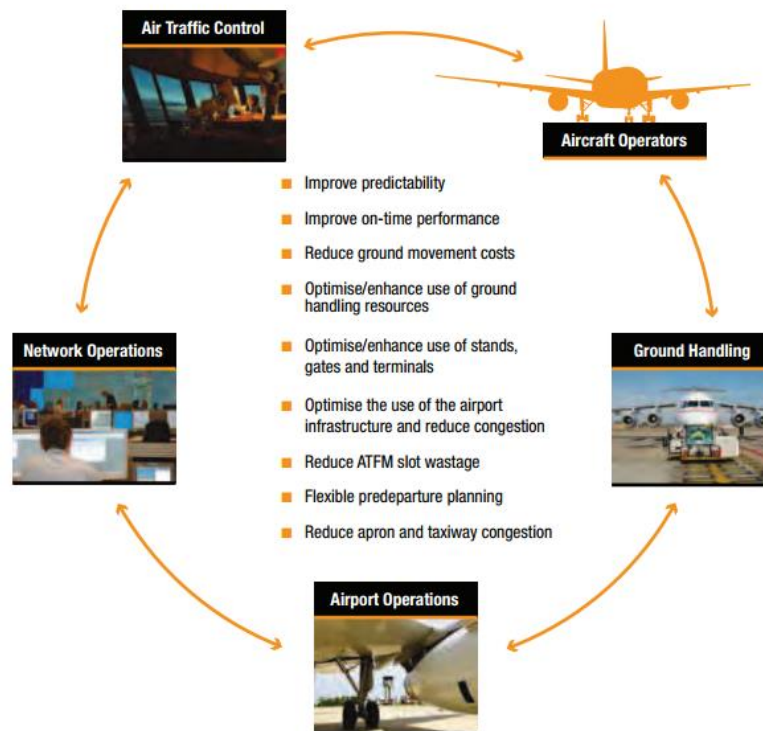 Air Traffic Control
Aircraft Operators
Improve predictability
Improve on-time performance
Reduce ground movement costs
Optimise/enhance use of ground
handling resources
Network Operations
Optimise/enhance use of stands,
gates and terminals
Ground Handling
Optimise the use of the airport
infrastructure and reduce congestion
Reduce ATFM slot wastage
Flexible predeparture planning
Reduce apron and taxiway congestion
Airport Operations